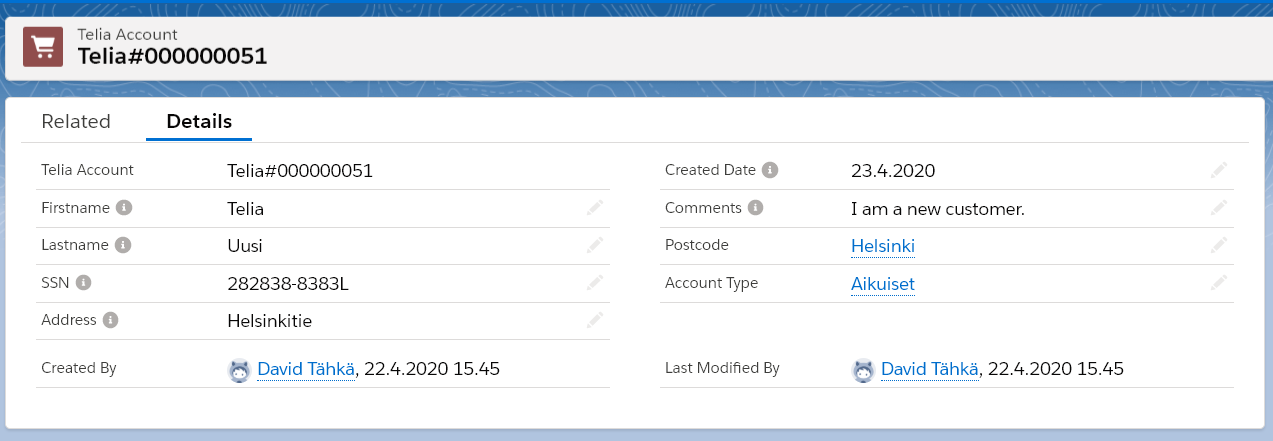 Telia Account
Telia#000000051
Related Details
Telia Account Telia#000000051
Created Date 23.4.2020
Firstname Telia
Comments I am a new customer.
Lastname Uusi
Postcode Helsinki
SSN 282838-8383L
Account Type Aikuiset
Address Helsinkitie
Created By David Tähkä, 22.4.2020 15.45
Last Modified By David Tähkä, 22.4.2020 15.45